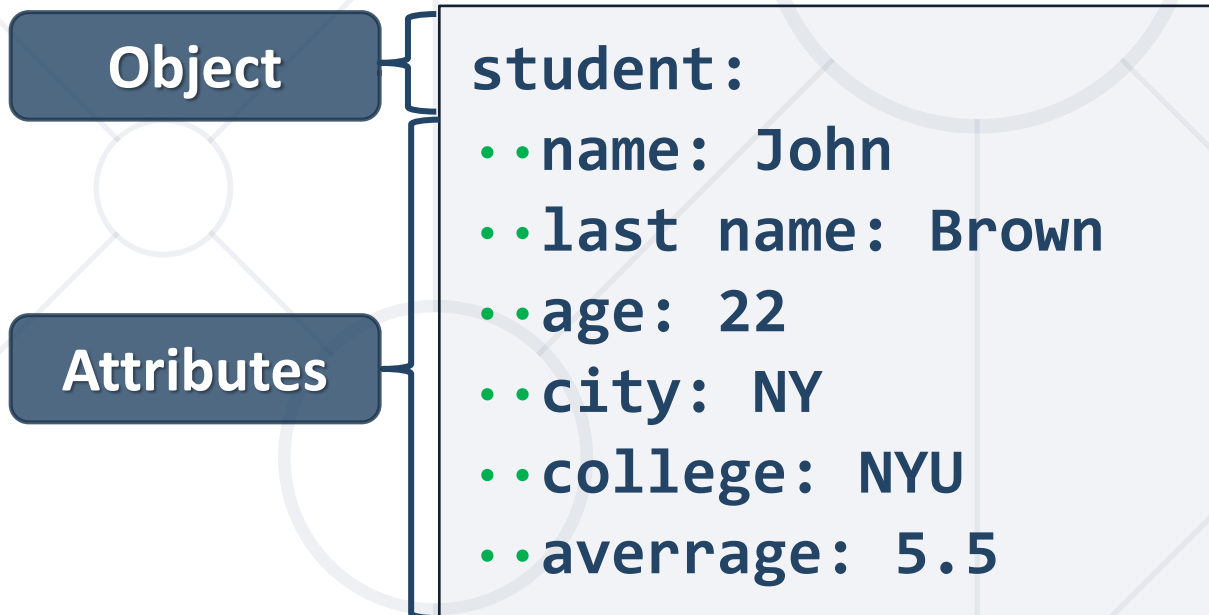 Object
student:
··name: John
··last name: Brown
··age: 22
Attributes
··city: NY
··college: NYU
··averrage: 5.5